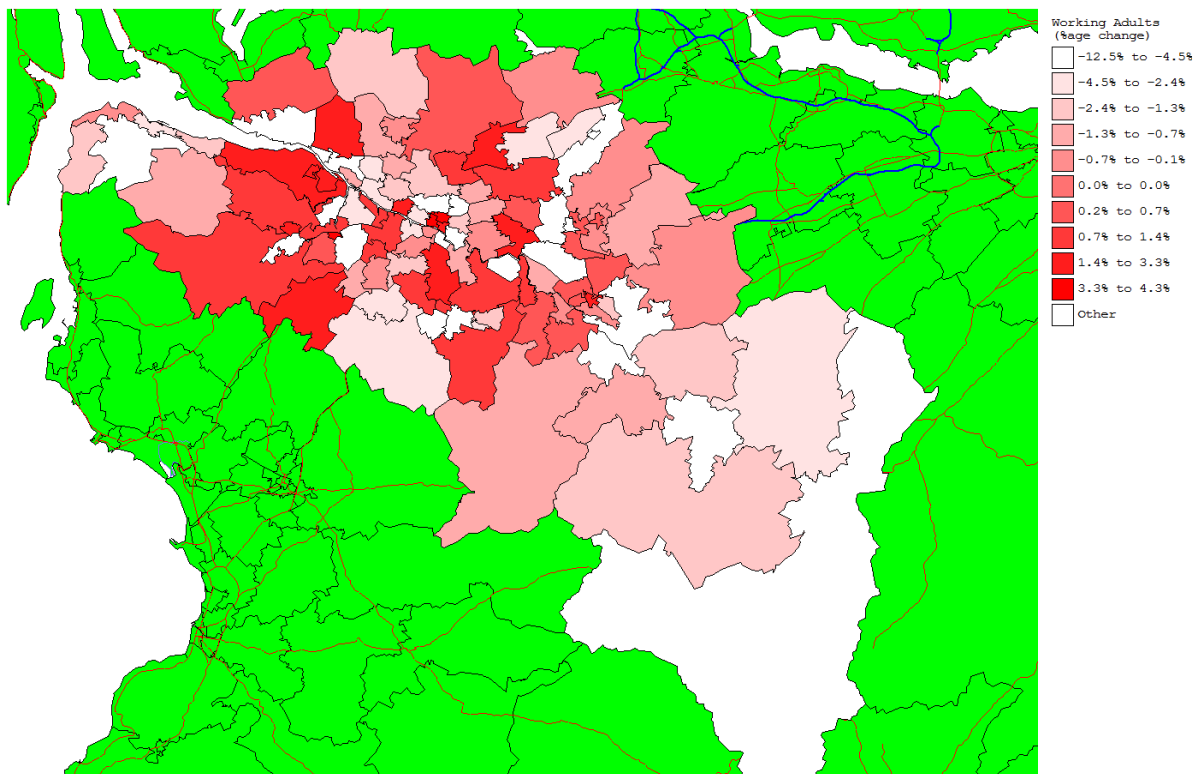 Working Adults
(%age change)
-12.5% to -4.5%
-4.5% to -2.4%
-2.4% to -1.3%
-1.3% to -0.7%
-0.7% to -0.1%
0.0% to 0.0%
0.2% to 0.7%
0.7% to 1.4%
1.4% to 3.3%
3.3% to 4.3%
Other